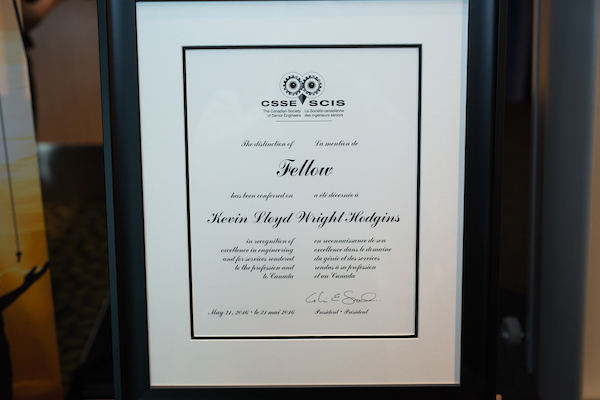 CSSE SCIS
The Canadian Society La Société canadienne
of Senior Engineers des ingénieurs seniors
The distinction of La mention de
Fellow
has been conferred on a été décernée à
Kevin Lloyd Wright Hodgins
in recognition of
excellence in engineering
and for services rendered
to the profession and
to Canada
en reconnaissance de son
excellence dans le domaine
du génie et des services
rendus à sa profession
et au Canada
May 21, 2016 • le 21 mai 2016
President • Président